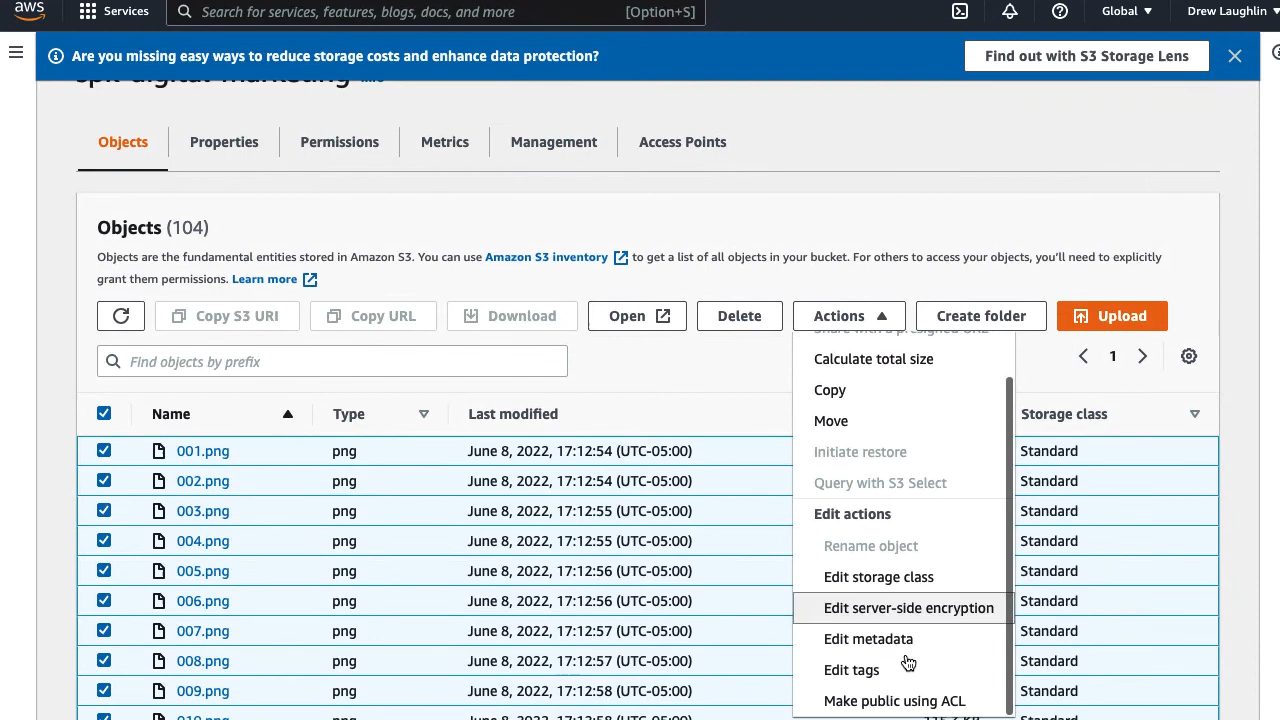 aws
Services
Search for services, features, blogs, docs, and more
[Option+S]
Global
Drew Laughlin
Are you missing easy ways to reduce storage costs and enhance data protection?
Find out with S3 Storage Lens
Objects
Properties
Permissions
Metrics
Management
Access Points
Objects (104)
Objects are the fundamental entities stored in Amazon S3. You can use Amazon S3 inventory to get a list of all objects in your bucket. For others to access your objects, you'll need to explicitly
grant them permissions. Learn more
Copy S3 URI
Copy URL
Download
Open
Delete
Actions
Create folder
Upload
Find objects by prefix
1
Calculate total size
Copy
Move
Initiate restore
Query with S3 Select
Edit actions
Rename object
Edit storage class
Edit server-side encryption
Edit metadata
Edit tags
Make public using ACL
Name
Type
Last modified
Storage class
001.png png June 8, 2022, 17:12:54 (UTC-05:00) Standard
002.png png June 8, 2022, 17:12:54 (UTC-05:00) Standard
003.png png June 8, 2022, 17:12:55 (UTC-05:00) Standard
004.png png June 8, 2022, 17:12:55 (UTC-05:00) Standard
005.png png June 8, 2022, 17:12:56 (UTC-05:00) Standard
006.png png June 8, 2022, 17:12:56 (UTC-05:00) Standard
007.png png June 8, 2022, 17:12:57 (UTC-05:00) Standard
008.png png June 8, 2022, 17:12:57 (UTC-05:00) Standard
009.png png June 8, 2022, 17:12:58 (UTC-05:00) Standard